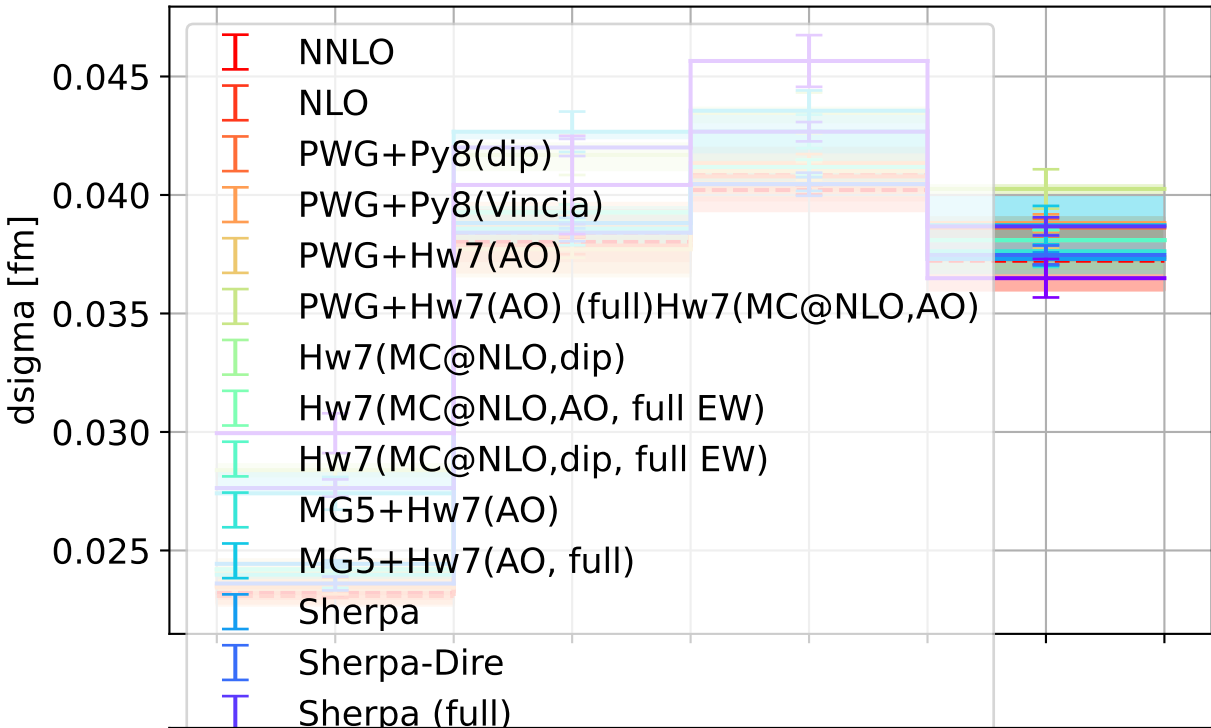 NNLO
0.045
NLO
PWG+Py8(dip)
0.040
PWG+Py8(Vincia)
PWG+Hw7(AO)
dsigma [fm]
0.035
PWG+Hw7(AO) (full)Hw7(MC@NLO,AO)
Hw7(MC@NLO,dip)
Hw7(MC@NLO,AO, full EW)
0.030
Hw7(MC@NLO,dip, full EW)
MG5+Hw7(AO)
0.025
MG5+Hw7(AO, full)
Sherpa
Sherpa-Dire
Sherpa (full)